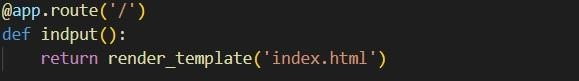 @app.route('/')
def indput():
    return render_template('index.html')